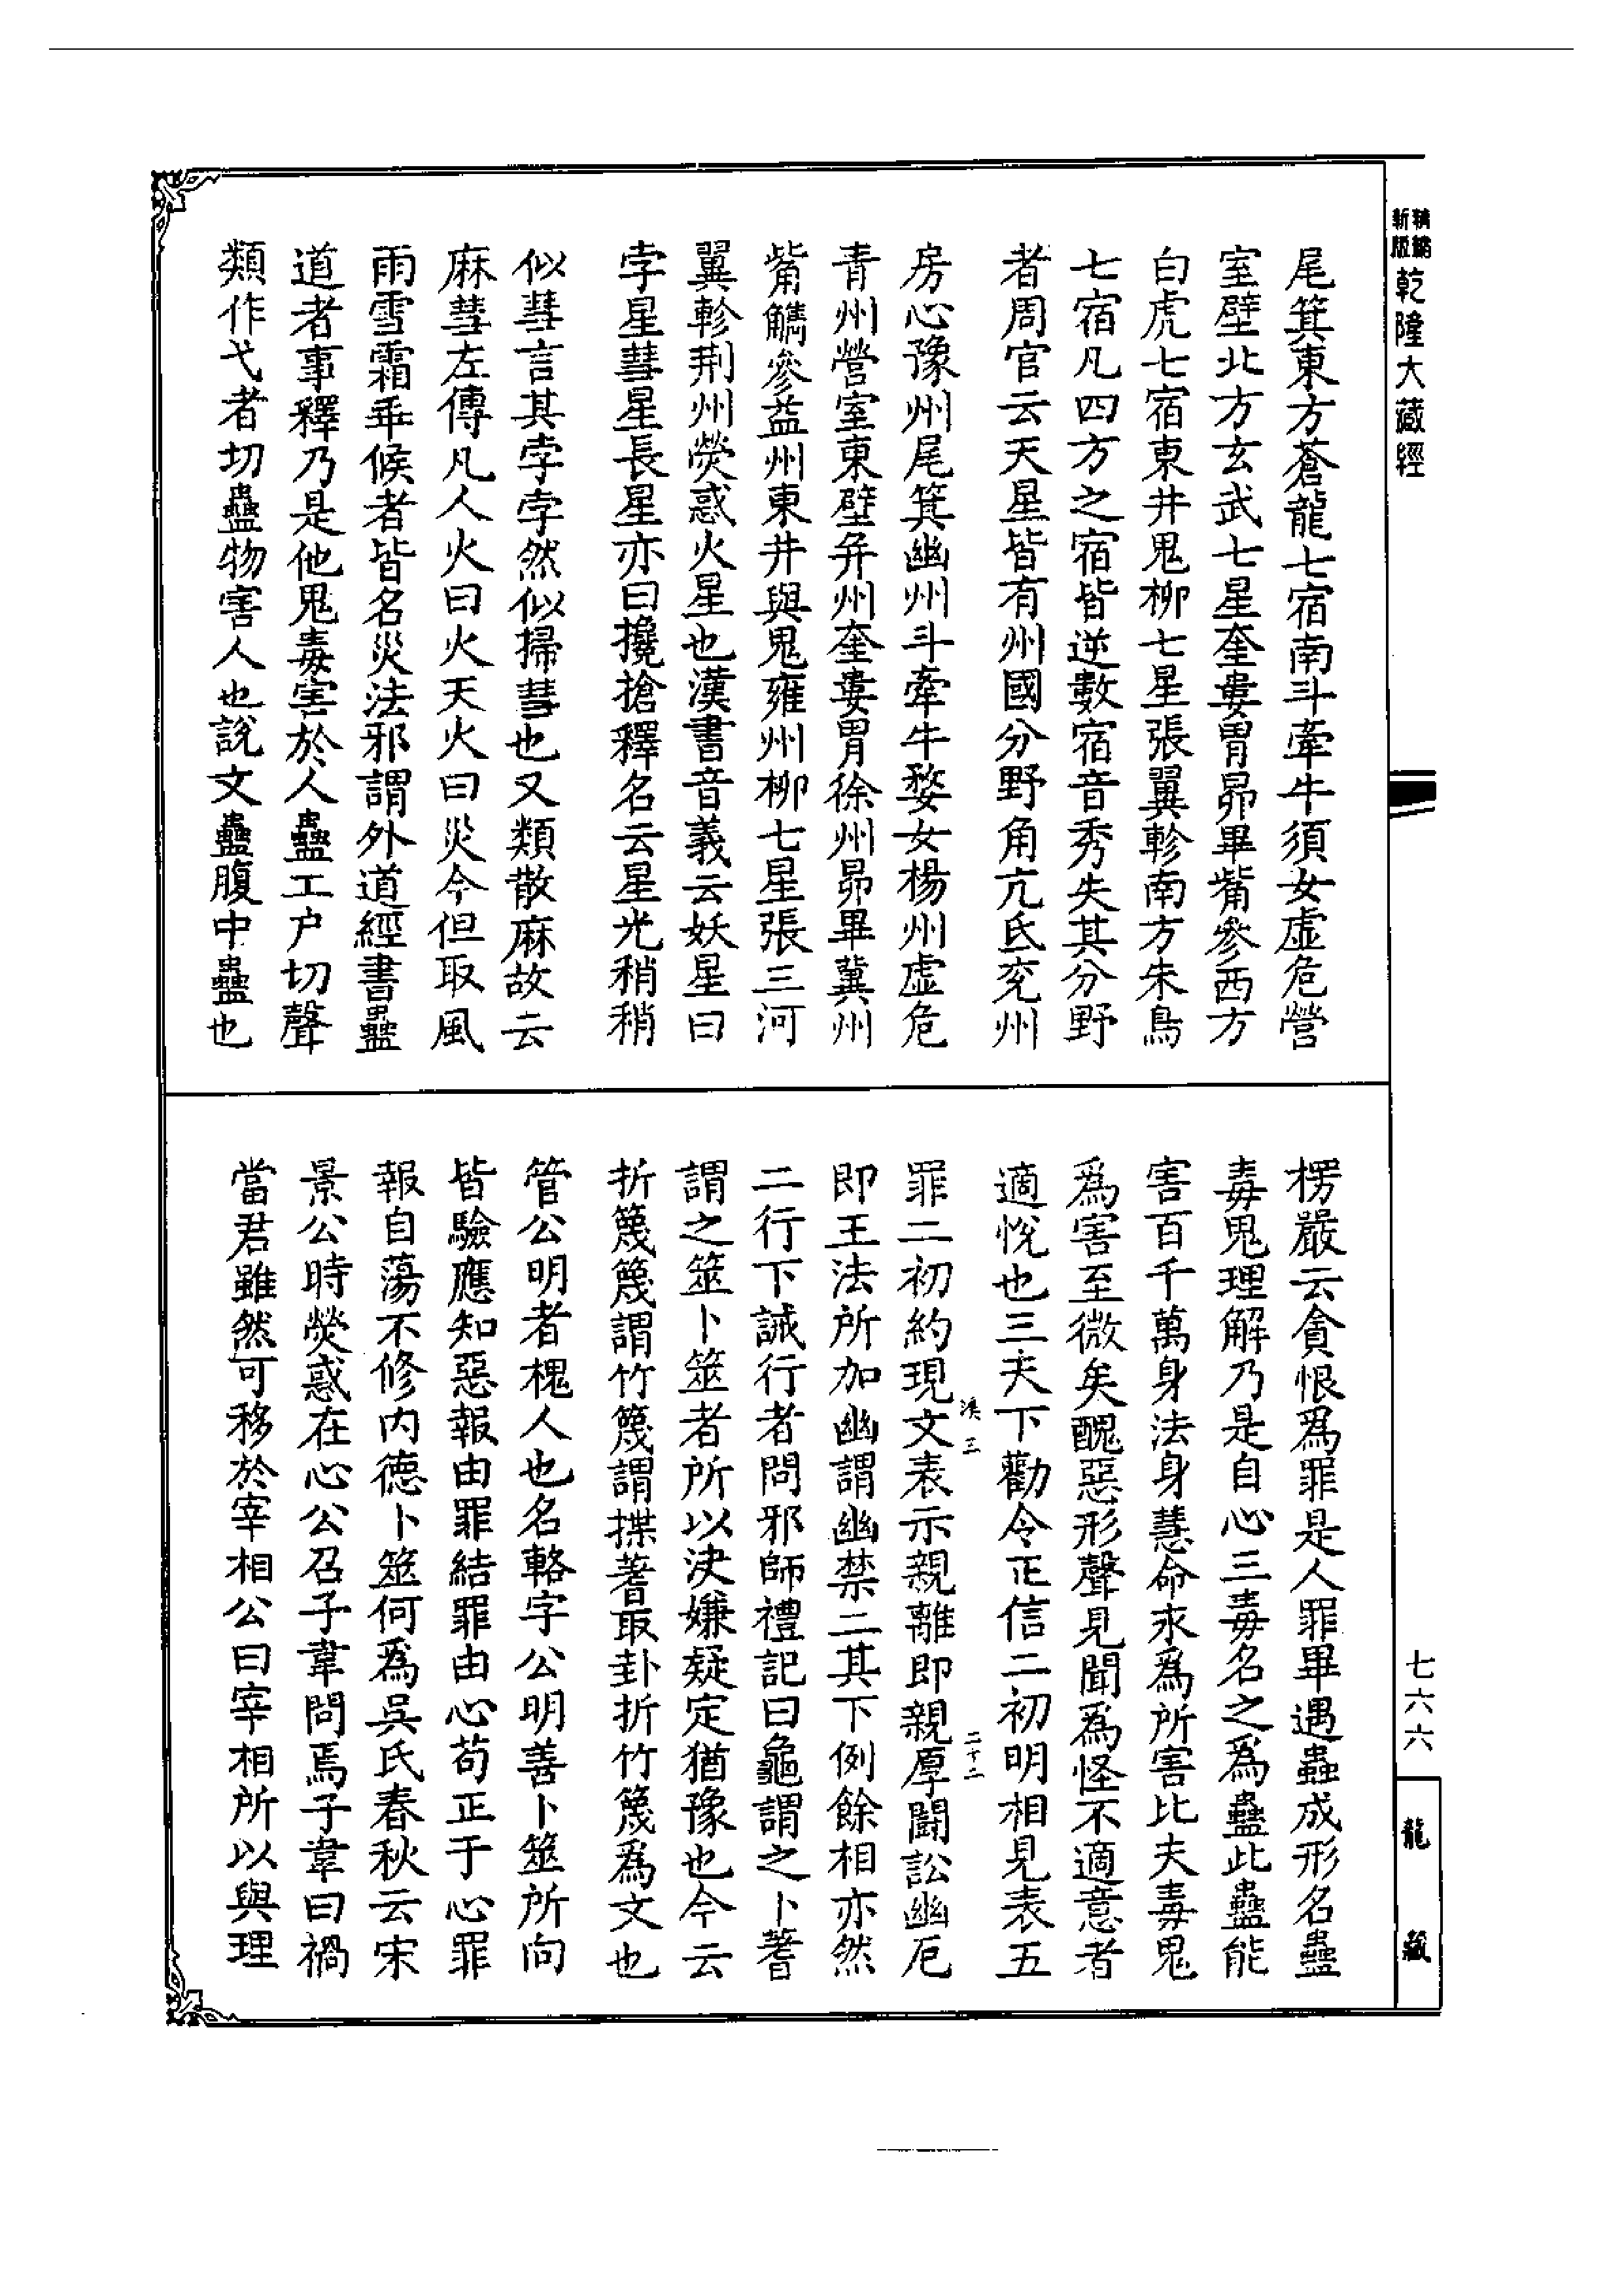 新編新版乾隆大藏經
尾箕東方蒼龍七宿南斗牽牛須女虛危營
室壁北方玄武七星奎婁胃昴畢觜參西方
白虎七宿東井鬼柳七星張翼軫南方朱鳥
七宿凡四方之宿皆逆數宿音秀失其分野
者周官云天星皆有州國分野角亢氐兖州
房心豫州尾箕幽州斗牽牛婺女楊州虛危
青州營室東壁并州奎婁胃徐州昴畢冀州
觜觿參益州東井與鬼雍州柳七星張三河
翼軫荆州熒惑火星也漢書音義云妖星曰
孛星彗星長星亦曰攙搶釋名云星光稍稍
似彗言其孛孛然似掃彗也又類散麻故云
麻彗左傳凡人火曰火天火曰災今但取風
雨雪霜乖候者皆名災法邪謂外道經書蠱
道者事釋乃是他鬼毒害於人蠱工户切聲
類作弋者切蠱物害人也說文蠱腹中蠱也
楞嚴云貪恨爲罪是人罪畢遇蟲成形名蠱
毒鬼理解乃是自心三毒名之爲蠱此蠱能
害百千萬身法身慧命永爲所害比夫毒鬼
爲害至微矣醜惡形聲見聞爲怪不適意者
適悅也三夫下勸令正信二初明相見表五
罪二初約現文表示親離即親厚鬪訟幽厄
即王法所加幽謂幽禁二其下例餘相亦然
二行下誡行者問邪師禮記曰龜謂之卜蓍
謂之筮卜筮者所以決嫌疑定猶豫也今云
折篾篾謂竹篾謂揲蓍取卦折竹篾爲文也
管公明者槐人也名輅字公明善卜筮所向
皆驗應知惡報由罪結罪由心苟正于心罪
報自蕩不修内德卜筮何爲吳氏春秋云宋
景公時熒惑在心公召子韋問焉子韋曰禍
當君雖然可移於宰相公曰宰相所以與理
三
二十二
七六六
龍藏